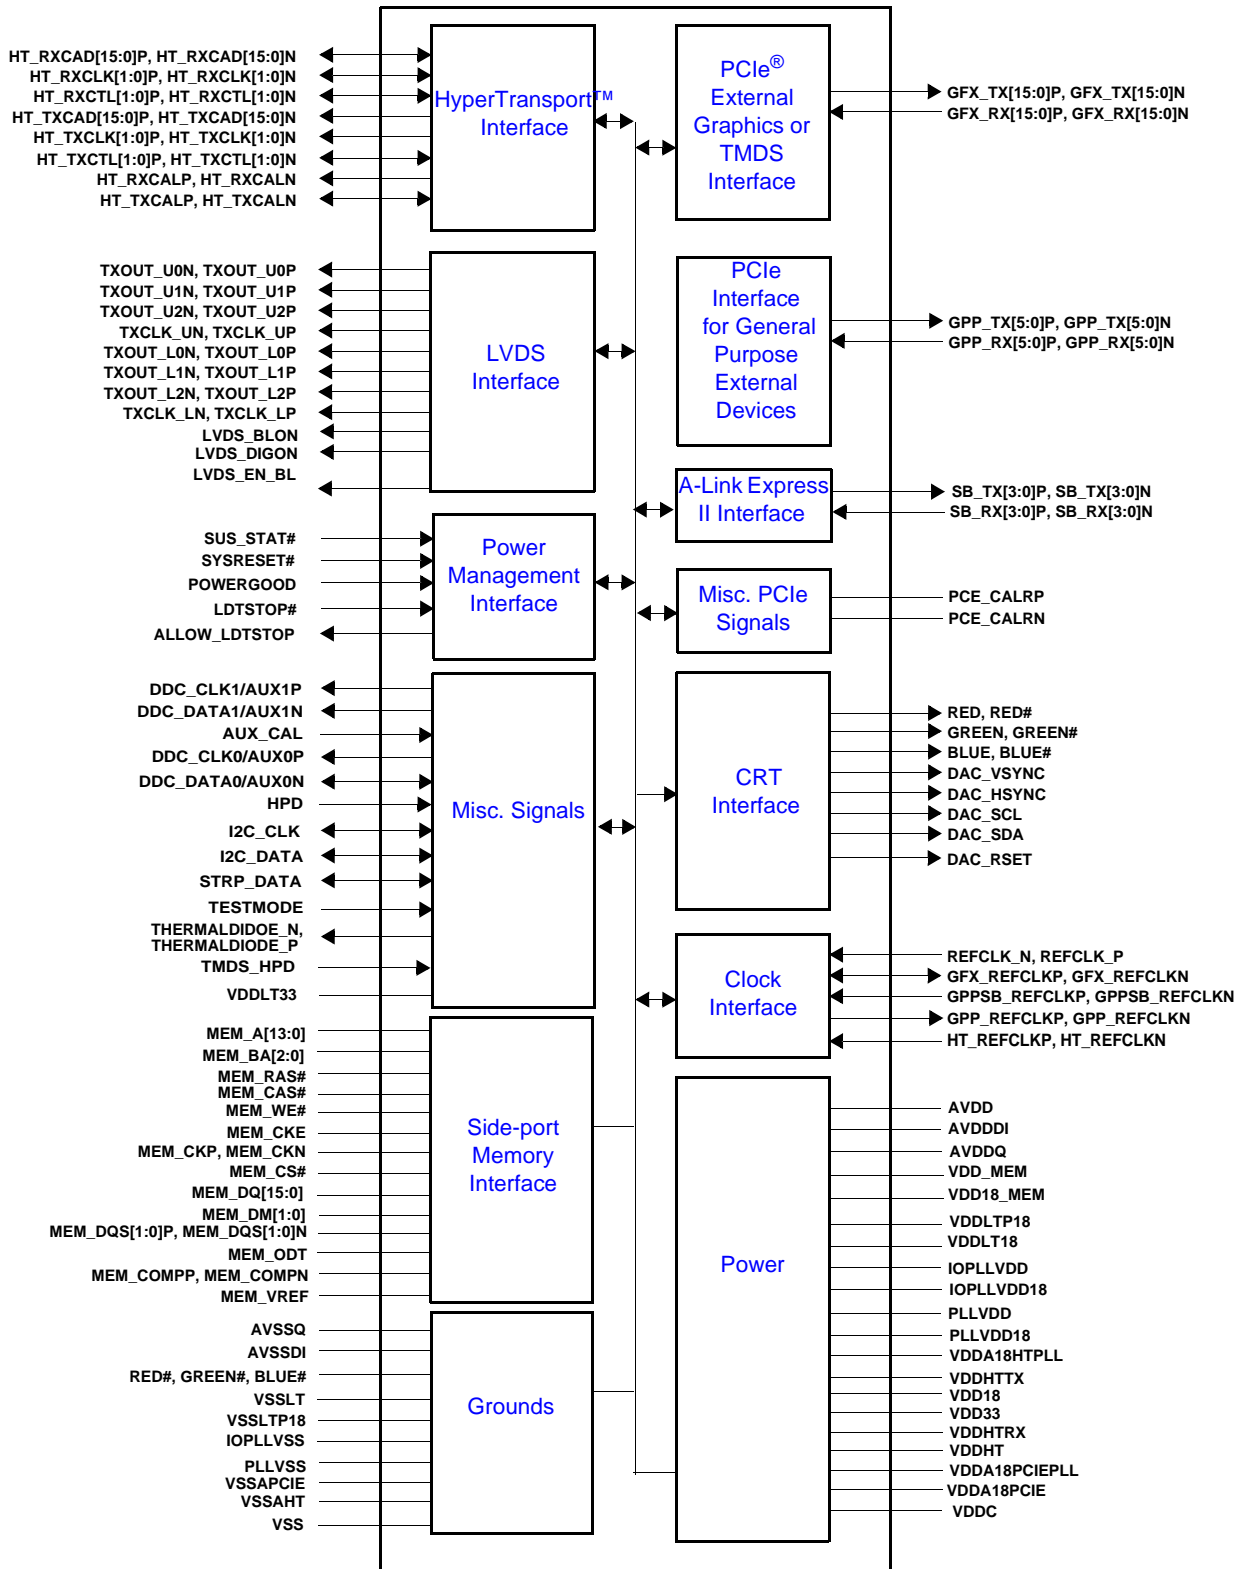 HT_RXCAD[15:0]P, HT_RXCAD[15:0]N
HT_RXCLK[1:0]P, HT_RXCLK[1:0]N
HT_RXCTL[1:0]P, HT_RXCTL[1:0]N
HT_TXCAD[15:0]P, HT_TXCAD[15:0]N
HT_TXCLK[1:0]P, HT_TXCLK[1:0]N
HT_TXCTL[1:0]P, HT_TXCTL[1:0]N
HT_RXCALP, HT_RXCALN
HT_TXCALP, HT_TXCALN
HyperTransport™
Interface
TXOUT_U0N, TXOUT_U0P
TXOUT_U1N, TXOUT_U1P
TXOUT_U2N, TXOUT_U2P
TXCLK_UN, TXCLK_UP
TXOUT_L0N, TXOUT_L0P
TXOUT_L1N, TXOUT_L1P
TXOUT_L2N, TXOUT_L2P
TXCLK_LN, TXCLK_LP
LVDS_BLON
LVDS_DIGON
LVDS_EN_BL
LVDS
Interface
SUS_STAT#
SYSRESET#
POWERGOOD
LDTSTOP#
ALLOW_LDTSTOP
Power
Management
Interface
DDC_CLK1/AUX1P
DDC_DATA1/AUX1N
AUX_CAL
DDC_CLK0/AUX0P
DDC_DATA0/AUX0N
HPD
I2C_CLK
I2C_DATA
STRP_DATA
TESTMODE
THERMALDIDOE_N,
THERMALDIODE_P
TMDS_HPD
VDDLT33
Misc. Signals
MEM_A[13:0]
MEM_BA[2:0]
MEM_RAS#
MEM_CAS#
MEM_WE#
MEM_CKE
MEM_CKP, MEM_CKN
MEM_CS#
MEM_DQ[15:0]
MEM_DM[1:0]
MEM_DQS[1:0]P, MEM_DQS[1:0]N
MEM_ODT
MEM_COMPP, MEM_COMPN
MEM_VREF
Side-port
Memory
Interface
AVSSQ
AVSSDI
RED#, GREEN#, BLUE#
VSSLT
VSSLTP18
IOPLLVSS
PLLVSS
VSSAPCIE
VSSAHT
VSS
Grounds
PCIe®
External
Graphics or
TMDS
Interface
GFX_TX[15:0]P, GFX_TX[15:0]N
GFX_RX[15:0]P, GFX_RX[15:0]N
PCIe
Interface
for General
Purpose
External
Devices
GPP_TX[5:0]P, GPP_TX[5:0]N
GPP_RX[5:0]P, GPP_RX[5:0]N
A-Link Express
II Interface
SB_TX[3:0]P, SB_TX[3:0]N
SB_RX[3:0]P, SB_RX[3:0]N
Misc. PCIe
Signals
PCE_CALRP
PCE_CALRN
CRT
Interface
RED, RED#
GREEN, GREEN#
BLUE, BLUE#
DAC_VSYNC
DAC_HSYNC
DAC_SCL
DAC_SDA
DAC_RSET
Clock
Interface
REFCLK_N, REFCLK_P
GFX_REFCLKP, GFX_REFCLKN
GPPSB_REFCLKP, GPPSB_REFCLKN
GPP_REFCLKP, GPP_REFCLKN
HT_REFCLKP, HT_REFCLKN
Power
AVDD
AVDDDI
AVDDQ
VDD_MEM
VDD18_MEM
VDDLTP18
VDDLT18
IOPLLVDD
IOPLLVDD18
PLLVDD
PLLVDD18
VDDA18HTPLL
VDDHTTX
VDD18
VDD33
VDDHTRX
VDDHT
VDDA18PCIEPLL
VDDA18PCIE
VDDC